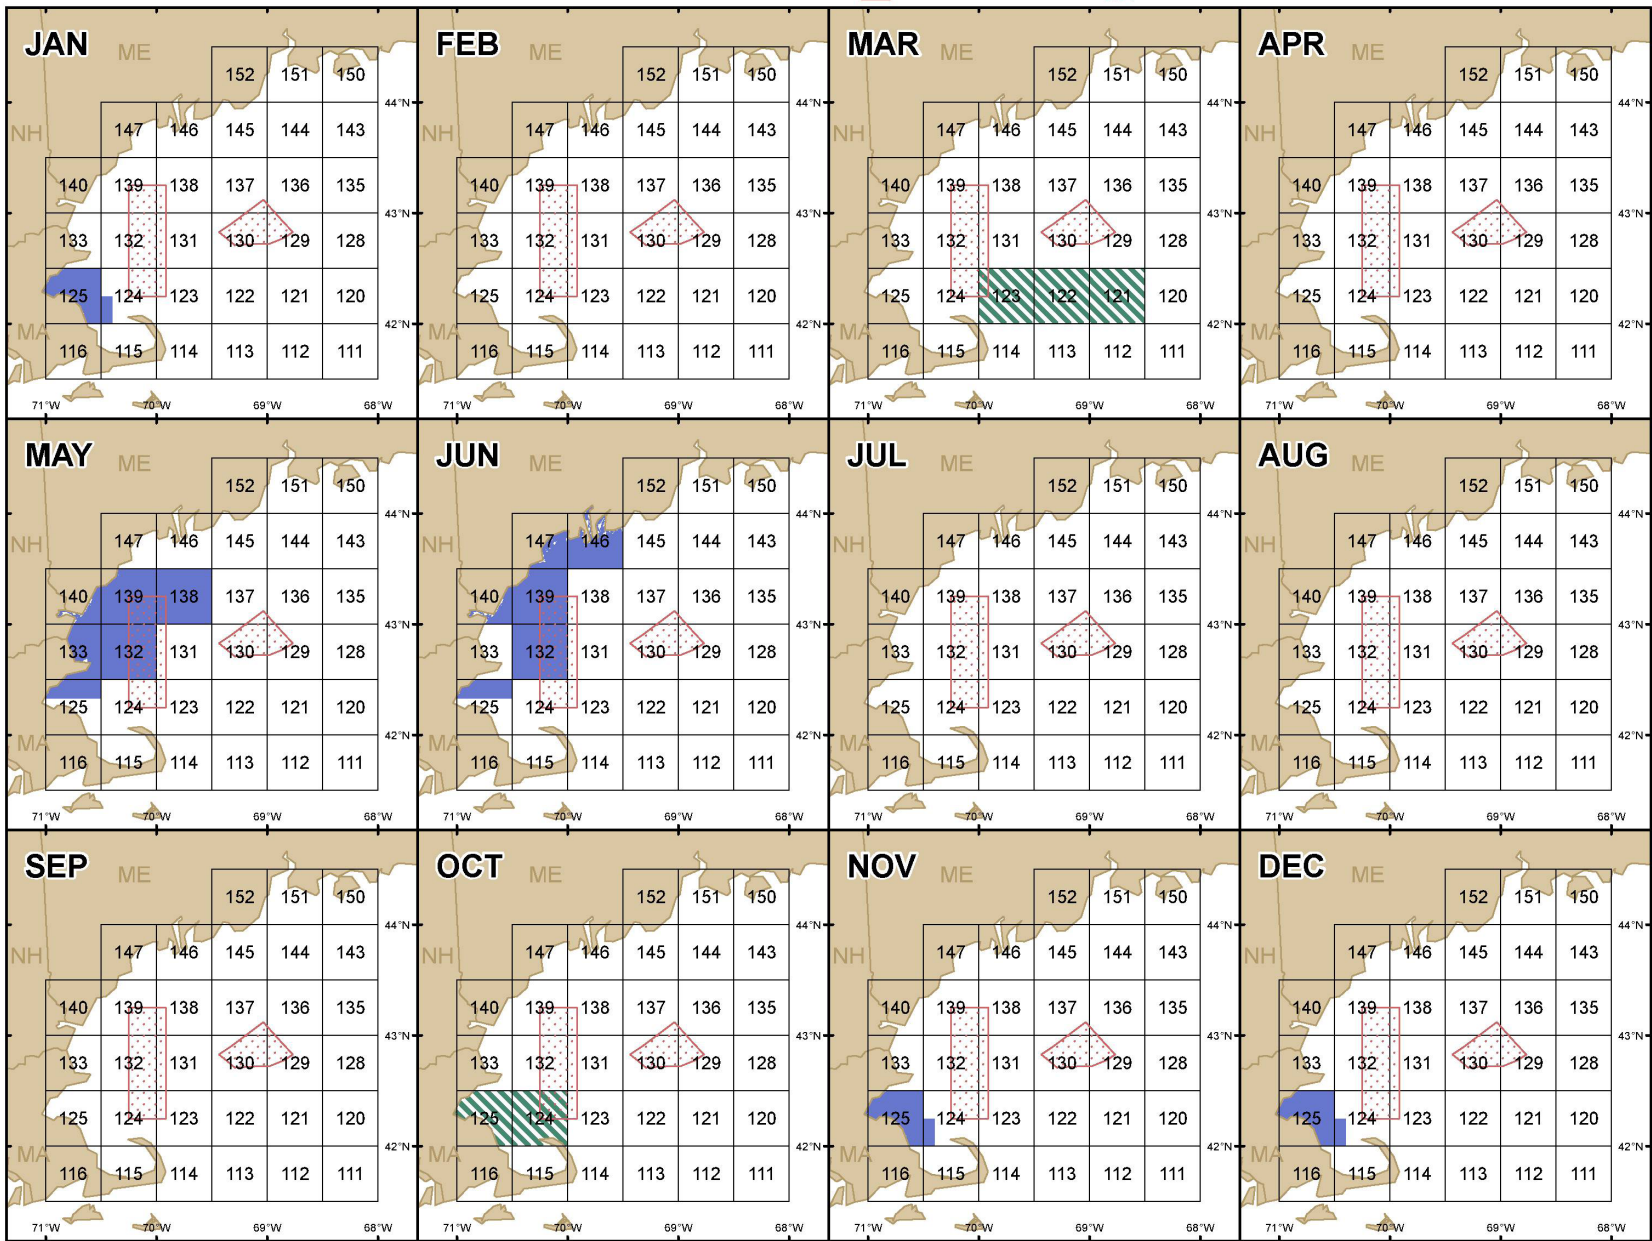 JAN ME
152 151 150
44°N
NH 147 146 145 144 143
140 139 138 137 136 135
43°N
133 132 131 130 129 128
125 124 123 122 121 120
MA 42°N
116 115 114 113 112 111
71°W 70°W 69°W 68°W
FEB ME
152 151 150
44°N
NH 147 146 145 144 143
140 139 138 137 136 135
43°N
133 132 131 130 129 128
125 124 123 122 121 120
MA 42°N
116 115 114 113 112 111
71°W 70°W 69°W 68°W
MAR ME
152 151 150
44°N
NH 147 146 145 144 143
140 139 138 137 136 135
43°N
133 132 131 130 129 128
125 124 123 122 121 120
MA 42°N
116 115 114 113 112 111
71°W 70°W 69°W 68°W
APR ME
152 151 150
44°N
NH 147 146 145 144 143
140 139 138 137 136 135
43°N
133 132 131 130 129 128
125 124 123 122 121 120
MA 42°N
116 115 114 113 112 111
71°W 70°W 69°W 68°W
MAY ME
152 151 150
44°N
NH 147 146 145 144 143
140 139 138 137 136 135
43°N
133 132 131 130 129 128
125 124 123 122 121 120
MA 42°N
116 115 114 113 112 111
71°W 70°W 69°W 68°W
JUN ME
152 151 150
44°N
NH 147 146 145 144 143
140 139 138 137 136 135
43°N
133 132 131 130 129 128
125 124 123 122 121 120
MA 42°N
116 115 114 113 112 111
71°W 70°W 69°W 68°W
JUL ME
152 151 150
44°N
NH 147 146 145 144 143
140 139 138 137 136 135
43°N
133 132 131 130 129 128
125 124 123 122 121 120
MA 42°N
116 115 114 113 112 111
71°W 70°W 69°W 68°W
AUG ME
152 151 150
44°N
NH 147 146 145 144 143
140 139 138 137 136 135
43°N
133 132 131 130 129 128
125 124 123 122 121 120
MA 42°N
116 115 114 113 112 111
71°W 70°W 69°W 68°W
SEP ME
152 151 150
44°N
NH 147 146 145 144 143
140 139 138 137 136 135
43°N
133 132 131 130 129 128
125 124 123 122 121 120
MA 42°N
116 115 114 113 112 111
71°W 70°W 69°W 68°W
OCT ME
152 151 150
44°N
NH 147 146 145 144 143
140 139 138 137 136 135
43°N
133 132 131 130 129 128
125 124 123 122 121 120
MA 42°N
116 115 114 113 112 111
71°W 70°W 69°W 68°W
NOV ME
152 151 150
44°N
NH 147 146 145 144 143
140 139 138 137 136 135
43°N
133 132 131 130 129 128
125 124 123 122 121 120
MA 42°N
116 115 114 113 112 111
71°W 70°W 69°W 68°W
DEC ME
152 151 150
44°N
NH 147 146 145 144 143
140 139 138 137 136 135
43°N
133 132 131 130 129 128
125 124 123 122 121 120
MA 42°N
116 115 114 113 112 111
71°W 70°W 69°W 68°W